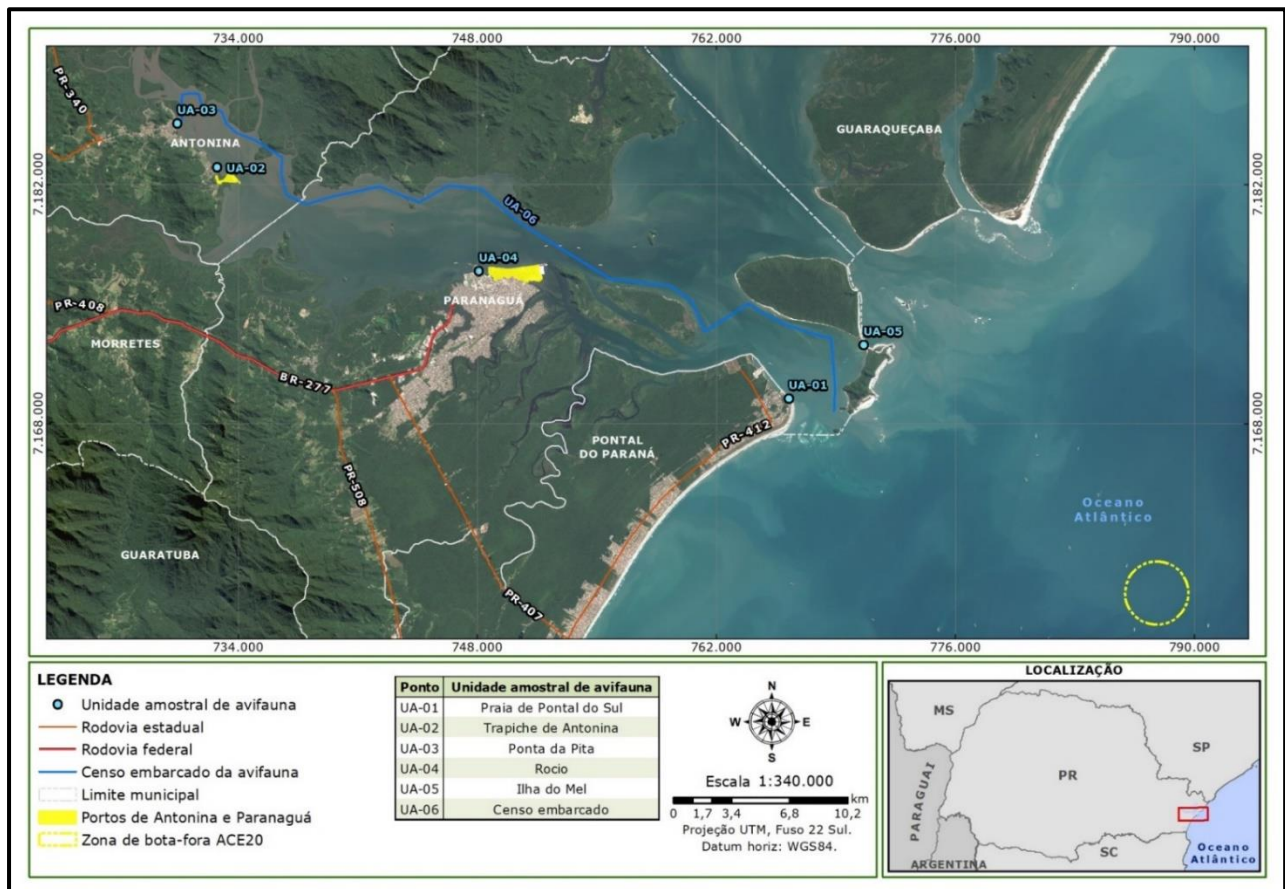 734.000 748.000 762.000 776.000 790.000
PR-340
UA-03
ANTONINA
UA-02
GUARAQUEÇABA
7.182.000
7.182.000
UA-06
UA-04
PARANAGUÁ
PR-408
MORRETES
BR-277
UA-05
UA-01
7.168.000
7.168.000
PR-412
PONTAL
DO PARANÁ
PR-508
Oceano
Atlântico
GUARATUBA
PR-407
734.000 748.000 762.000 776.000 790.000
LEGENDA
Unidade amostral de avifauna
Rodovia estadual
Rodovia federal
Censo embarcado da avifauna
Limite municipal
Portos de Antonina e Paranaguá
Zona de bota-fora ACE20
Ponto Unidade amostral de avifauna
UA-01 Praia de Pontal do Sul
UA-02 Trapiche de Antonina
UA-03 Ponta da Pita
UA-04 Rocio
UA-05 Ilha do Mel
UA-06 Censo embarcado
N
W E
S
Escala 1:340.000
km
0 1,7 3,4 6,8 10,2
Projeção UTM, Fuso 22 Sul.
Datum horiz: WGS84.
LOCALIZAÇÃO
MS
SP
PARAGUAI
PR
SC
ARGENTINA
Oceano
Atlântico